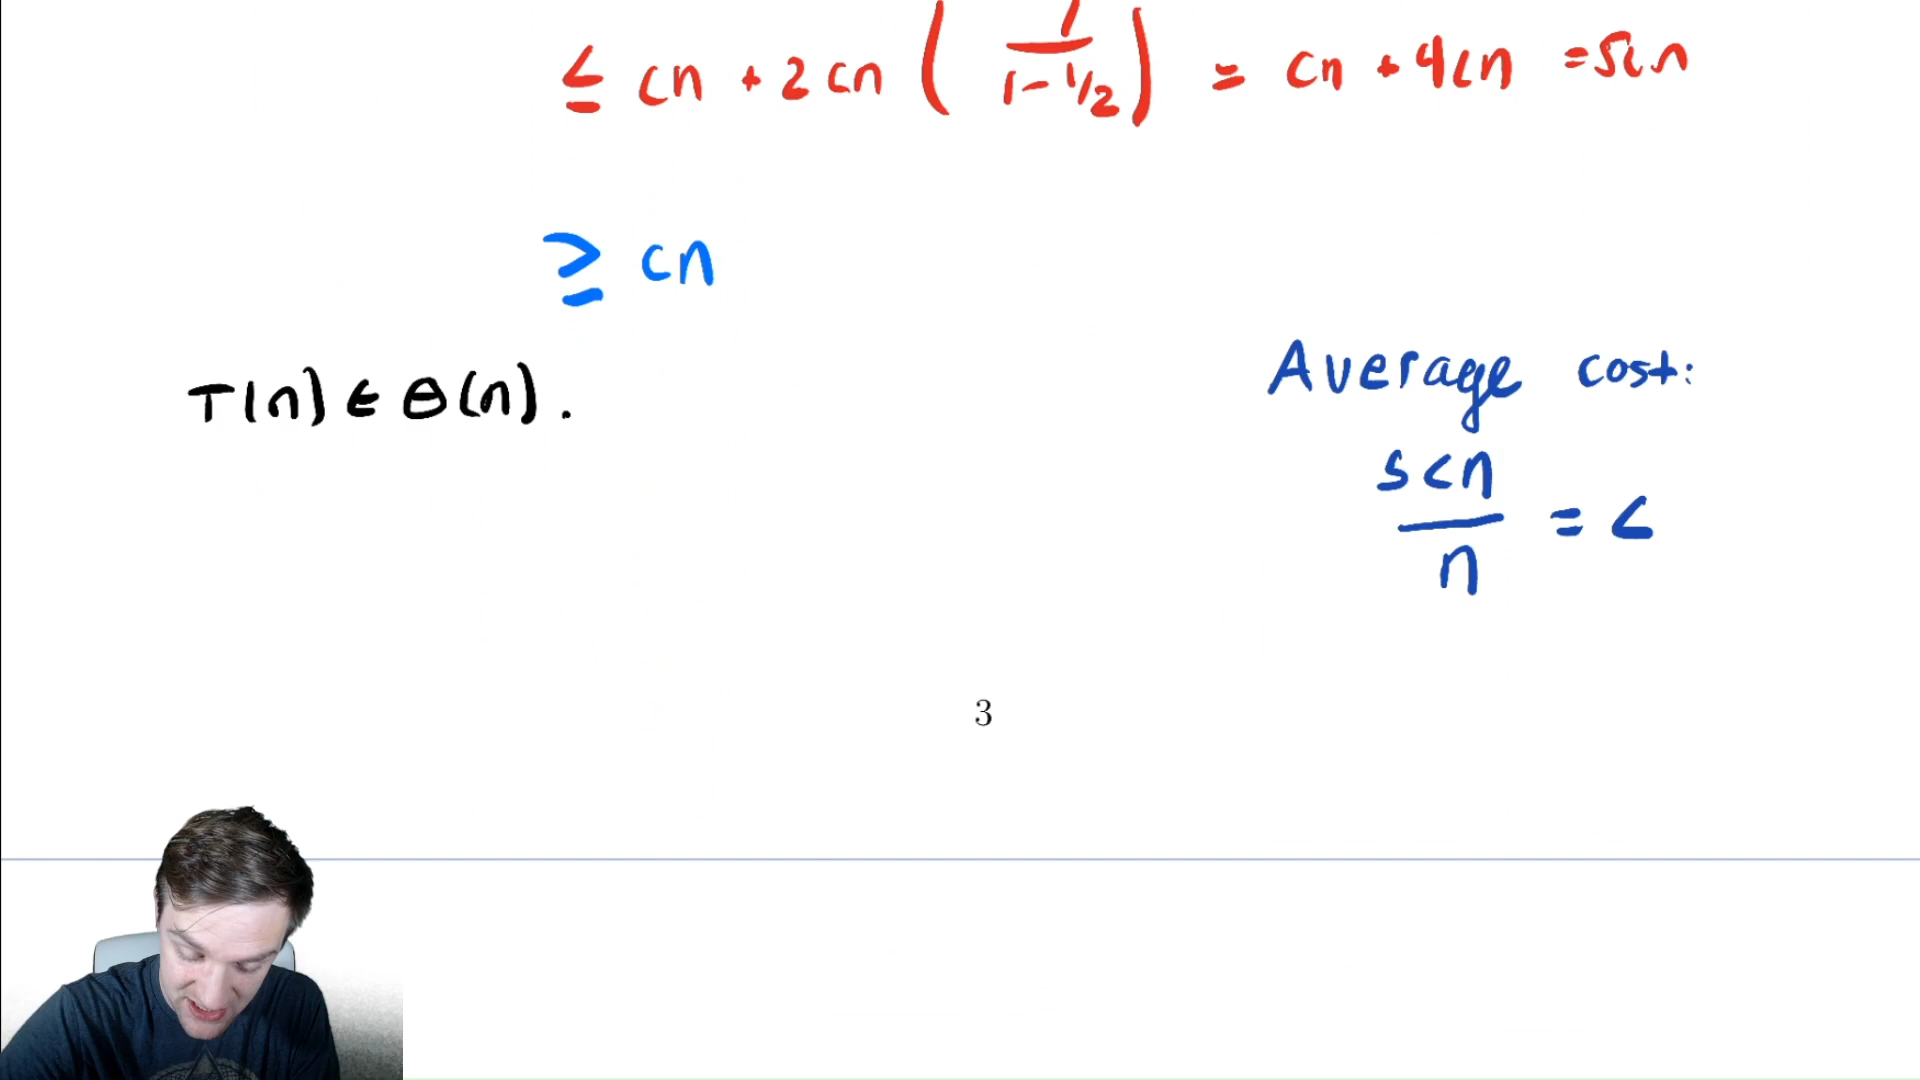 ≤ cn + 2cn ( 1 / (1 - 1/2) ) = cn + 4cn = 5cn
≥ cn
T(n) ∈ Θ(n).
Average cost:
5cn / n = c
3